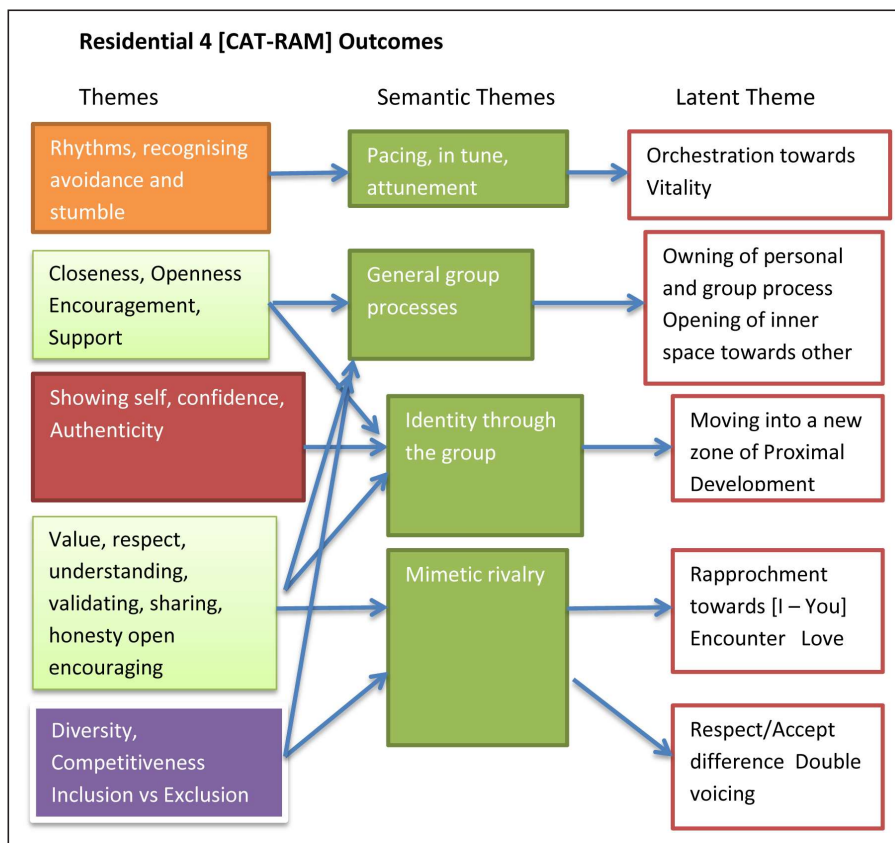 Residential 4 [CAT-RAM] Outcomes
Themes
Semantic Themes
Latent Theme
Rhythms, recognising
avoidance and
stumble
Pacing, in tune,
attunement
Orchestration towards
Vitality
Closeness, Openness
Encouragement,
Support
General group
processes
Owning of personal
and group process
Opening of inner
space towards other
Showing self, confidence,
Authenticity
Identity through
the group
Moving into a new
zone of Proximal
Development
Value, respect,
understanding,
validating, sharing,
honesty open
encouraging
Mimetic rivalry
Rapprochment
towards [I – You]
Encounter Love
Diversity,
Competitiveness
Inclusion vs Exclusion
Respect/Accept
difference Double
voicing